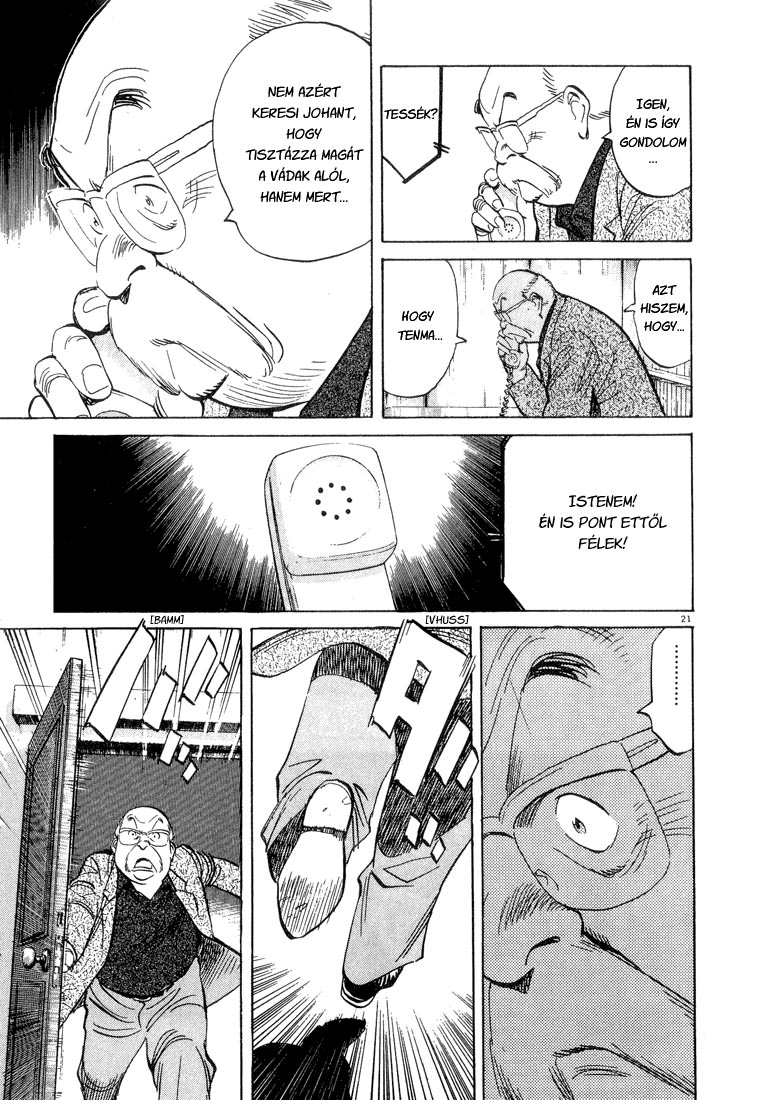 IGEN,
ÉN IS ÍGY
GONDOLOM
...
TESSÉK?
AZT
HISZEM,
HOGY...
HOGY
TENMA...
NEM AZÉRT
KERESI JOHANT,
HOGY
TISZTÁZZA MAGÁT
A VÁDAK ALÓL,
HANEM MERT...
ISTENEM!
ÉN IS PONT ETTŐL
FÉLEK!
21
.........
[VHUSS]
[BAMM]